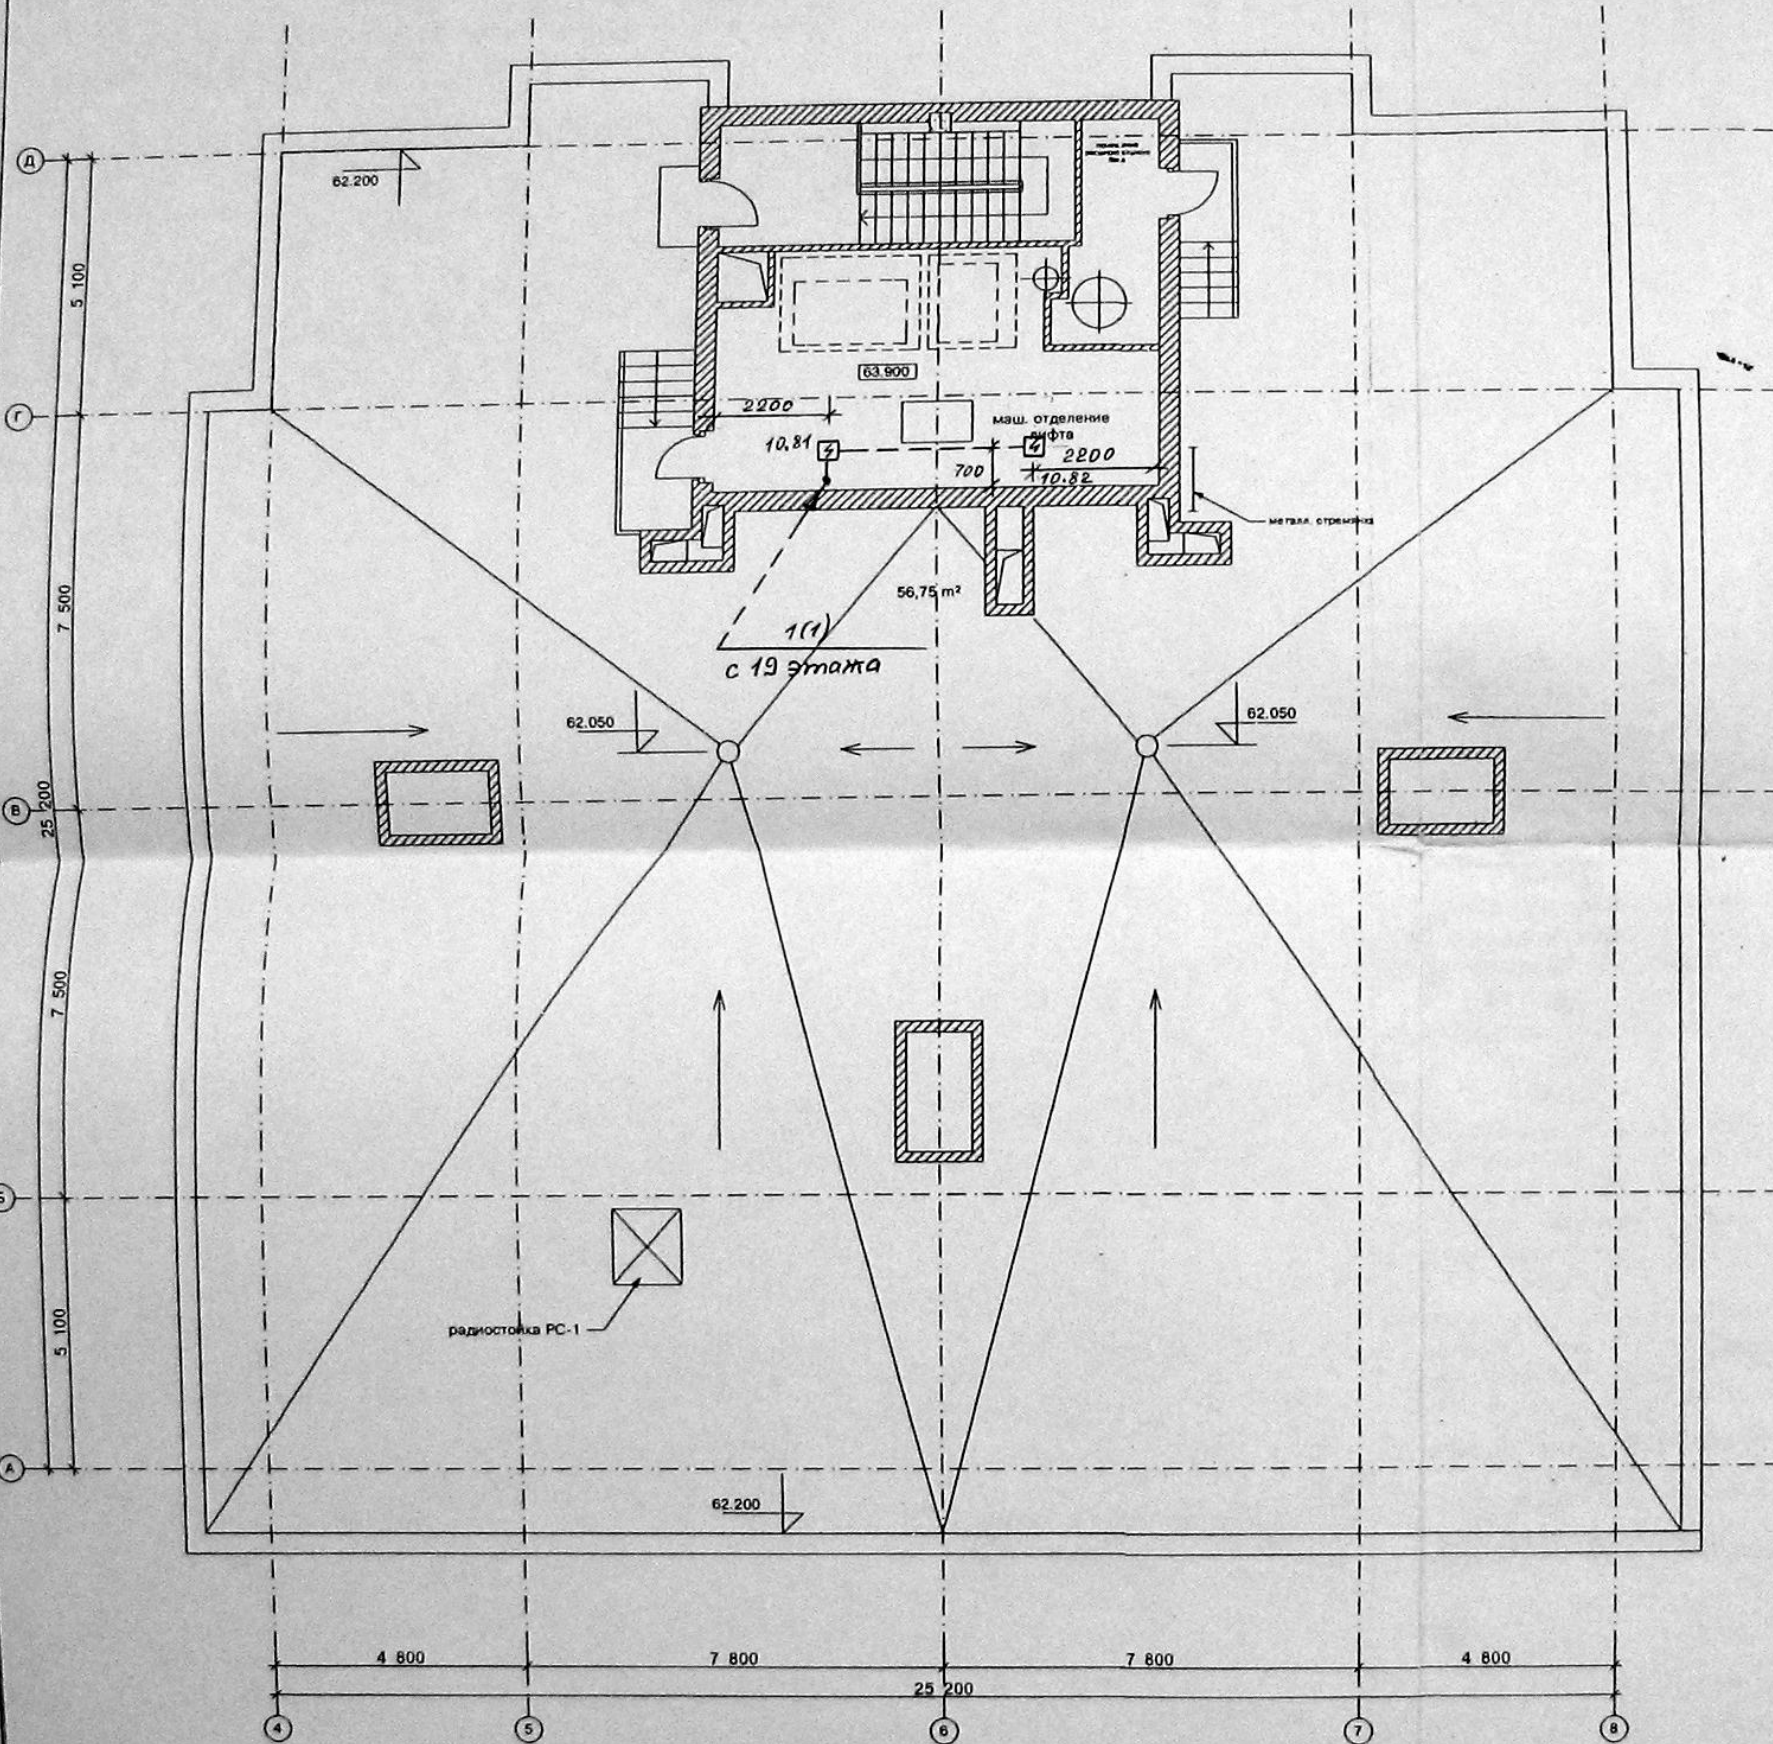 Д
62.200
5 100
63.900
Г
2200
маш. отделение
лифта
10.81
2200
700
10.82
металл. стремянка
7 500
56,75 m²
1(1)
с 19 этажа
62.050
62.050
В
25 200
7 500
Б
5 100
радиостойка РС-1
А
62.200
4 800
7 800
7 800
4 800
25 200
4
5
6
7
8